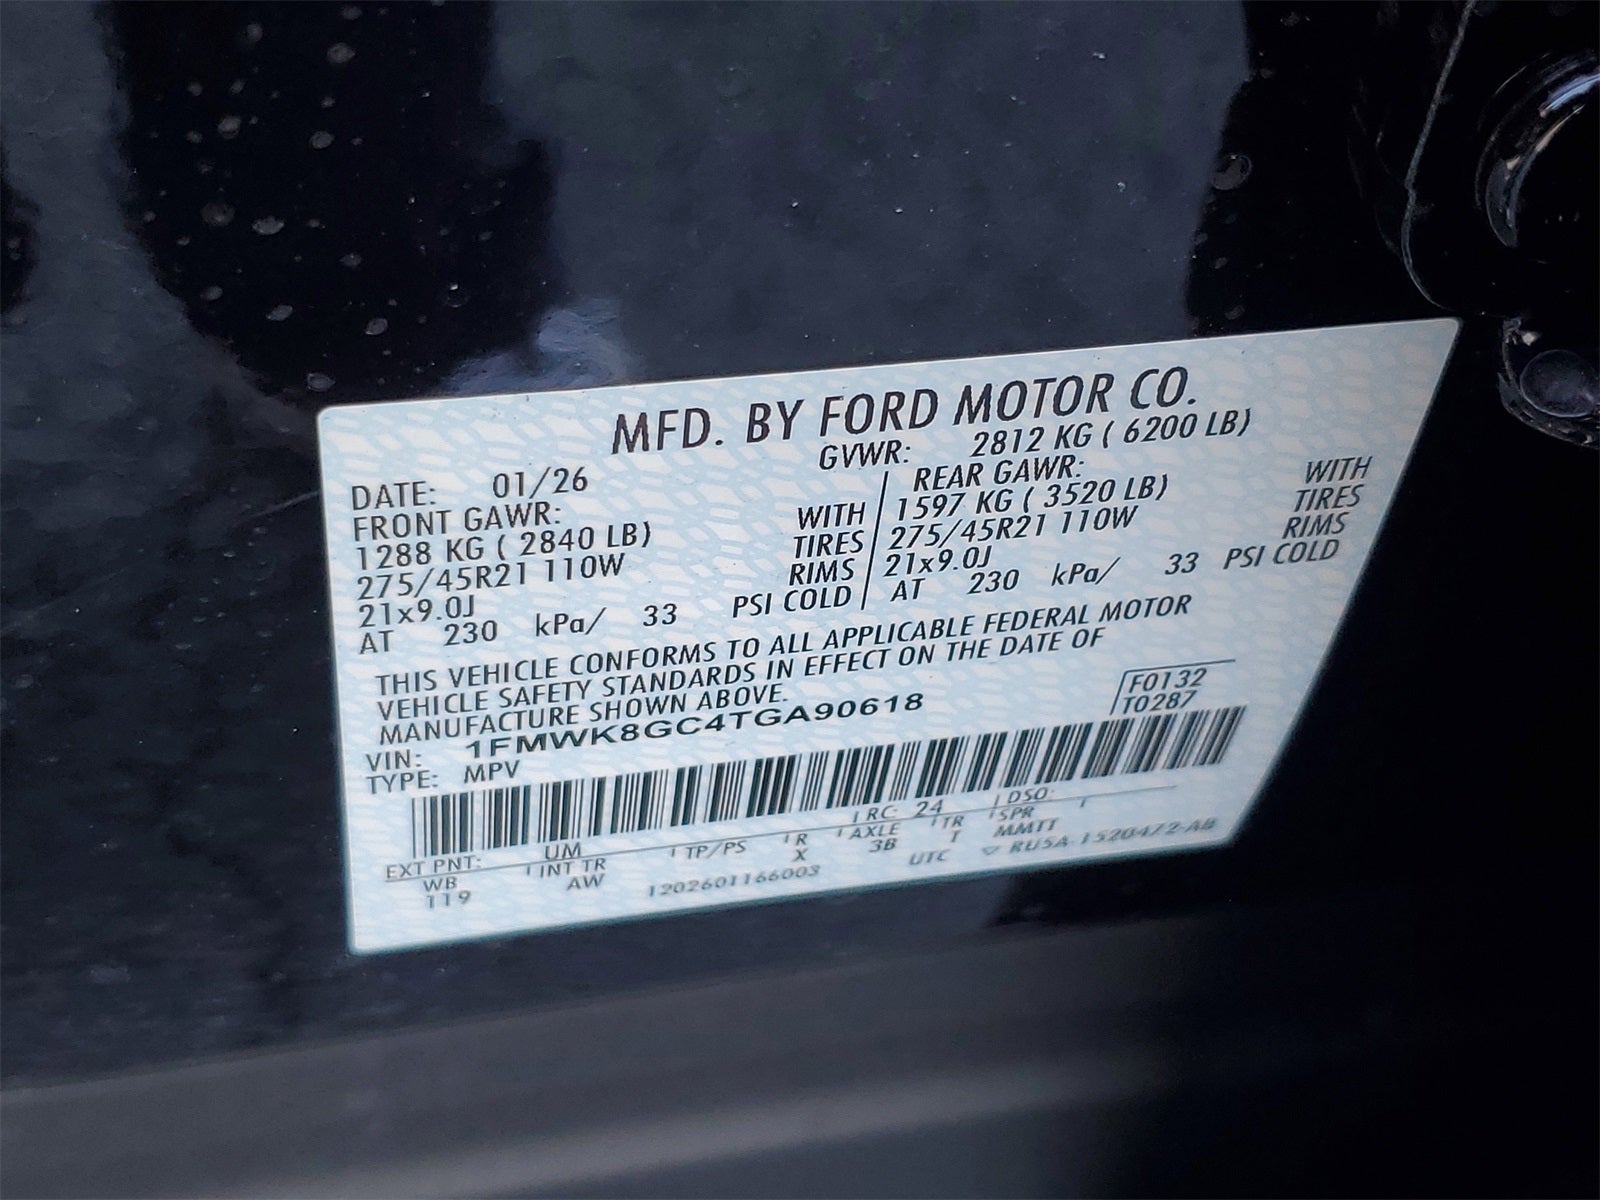 MFD. BY FORD MOTOR CO.
DATE: 01/26 GVWR: 2812 KG ( 6200 LB)
FRONT GAWR: REAR GAWR:
1288 KG ( 2840 LB) WITH 1597 KG ( 3520 LB) WITH
275/45R21 110W TIRES 275/45R21 110W TIRES
21x9.0J RIMS 21x9.0J RIMS
AT 230 kPa/ 33 PSI COLD AT 230 kPa/ 33 PSI COLD
THIS VEHICLE CONFORMS TO ALL APPLICABLE FEDERAL MOTOR
VEHICLE SAFETY STANDARDS IN EFFECT ON THE DATE OF
MANUFACTURE SHOWN ABOVE.
F0132
T0287
VIN: 1FMWK8GC4TGA90618
TYPE: MPV
EXT PNT: UM RC: 24 DSO:
WB INT TR TP/PS R AXLE TR SPR
119 AW X 3B T MMTT
1202601166003 UTC ▽ RU5A-1520472-AB